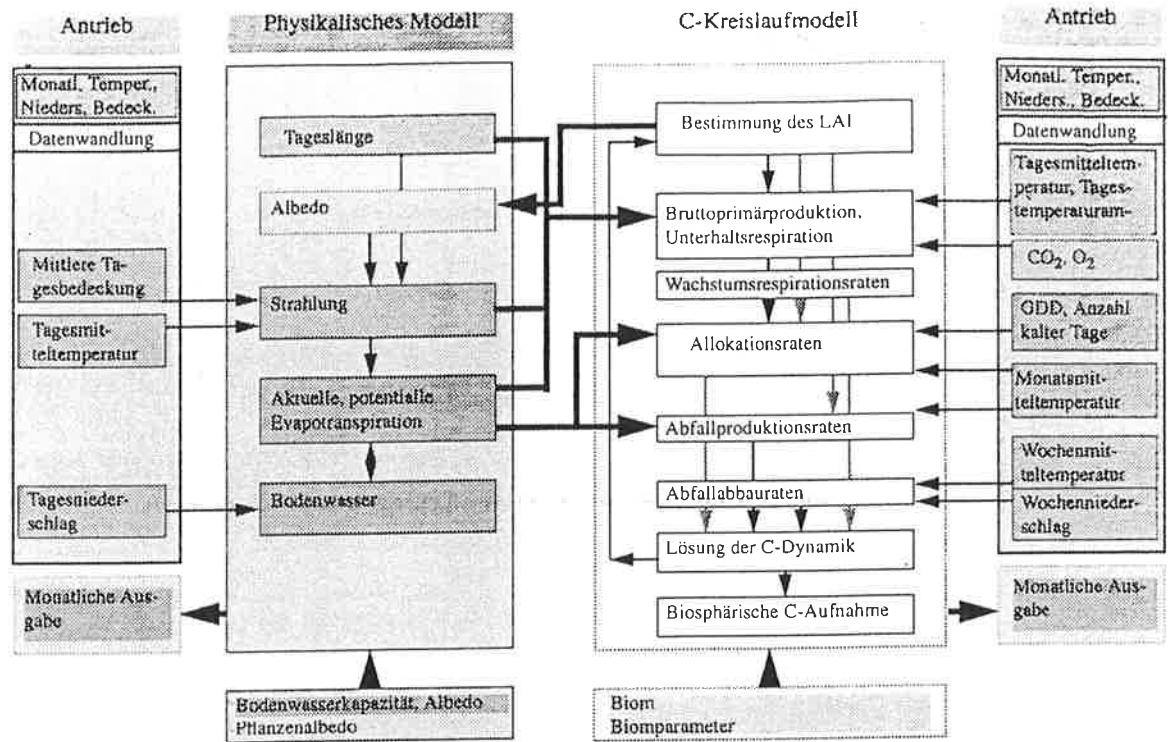 Antrieb
Physikalisches Modell
C-Kreislaufmodell
Antrieb
Monatl. Temper.,
Nieders, Bedeck.
Datenwandlung
Mittlere Ta-
gesbedeckung
Tagesmit-
teltemperatur
Tagesnieder-
schlag
Monatliche Aus-
gabe
Tageslänge
Albedo
Strahlung
Aktuelle, potentielle
Evapotranspiration
Bodenwasser
Bodenwasserkapazität, Albedo
Pflanzenalbedo
Bestimmung des LAI
Bruttoprimärproduktion,
Unterhaltsrespiration
Wachstumsrespirationsraten
Allokationsraten
Abfallproduktionsraten
Abfallabbauraten
Lösung der C-Dynamik
Biosphärische C-Aufnahme
Biom
Biomparameter
Monatl. Temper.,
Nieders., Bedeck.
Datenwandlung
Tagesmitteltem-
peratur, Tages-
temperaturam-
CO₂, O₂
GDD, Anzahl
kalter Tage
Monatsmit-
teltemperatur
Wochenmit-
teltemperatur
Wochennieder-
schlag
Monatliche Aus-
gabe